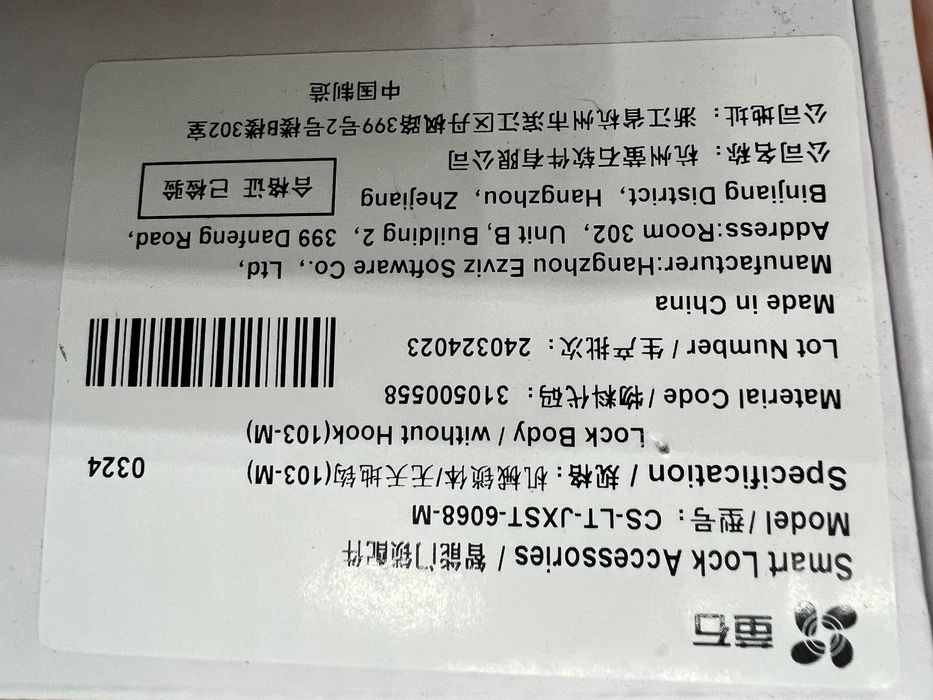 萤石
Smart Lock Accessories / 智能门锁配件
Model / 型号： CS-LT-JXST-6068-M
Specification / 规格：机械锁体/无天地钩(103-M)
0324
Lock Body / without Hook(103-M)
Material Code / 物料代码： 310500558
Lot Number / 生产批次： 240324023
Made in China
Manufacturer:Hangzhou Ezviz Software Co.，Ltd，
Address:Room 302，Unit B, Building 2，399 Danfeng Road，
Binjiang District，Hangzhou，Zhejiang
合格证 已检验
公司名称： 杭州萤石软件有限公司
公司地址： 浙江省杭州市滨江区丹枫路399号2号楼B楼302室
中国制造